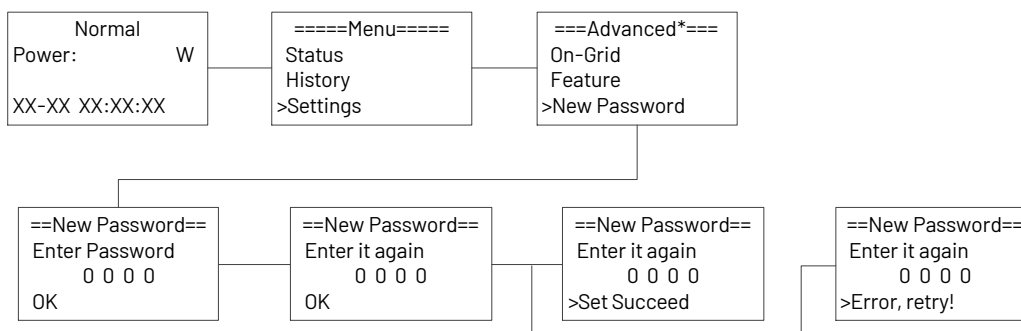 Normal
Power: W
XX-XX XX:XX:XX
=====Menu=====
Status
History
>Settings
===Advanced*===
On-Grid
Feature
>New Password
==New Password==
Enter Password
0 0 0 0
OK
==New Password==
Enter it again
0 0 0 0
OK
==New Password==
Enter it again
0 0 0 0
>Set Succeed
==New Password==
Enter it again
0 0 0 0
>Error, retry!